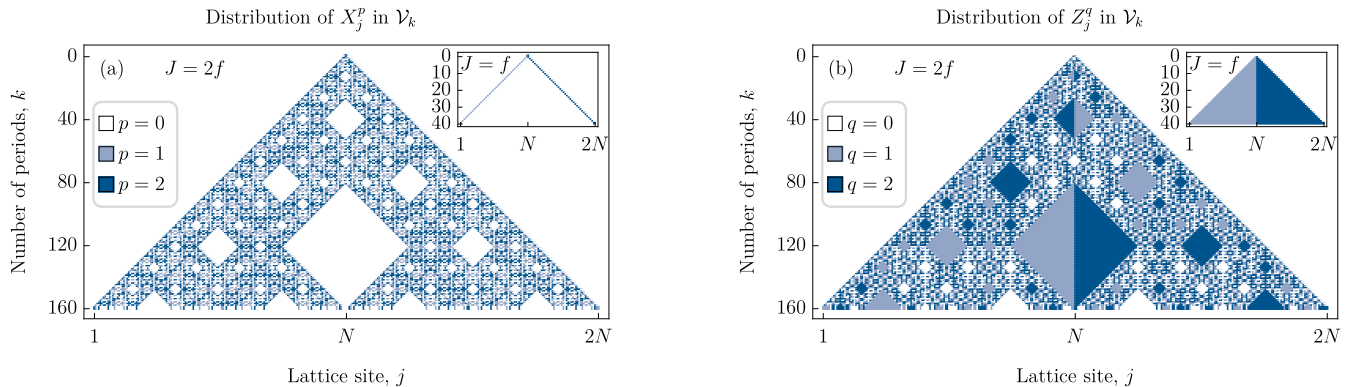 Distribution of $X_j^p$ in $\mathcal{V}_k$
(a)
J = 2f
J = f
0
10
20
30
40
1
N
2N
p = 0
p = 1
p = 2
Number of periods, k
0
40
80
120
160
1
N
2N
Lattice site, j
Distribution of $Z_j^q$ in $\mathcal{V}_k$
(b)
J = 2f
J = f
0
10
20
30
40
1
N
2N
q = 0
q = 1
q = 2
Number of periods, k
0
40
80
120
160
1
N
2N
Lattice site, j